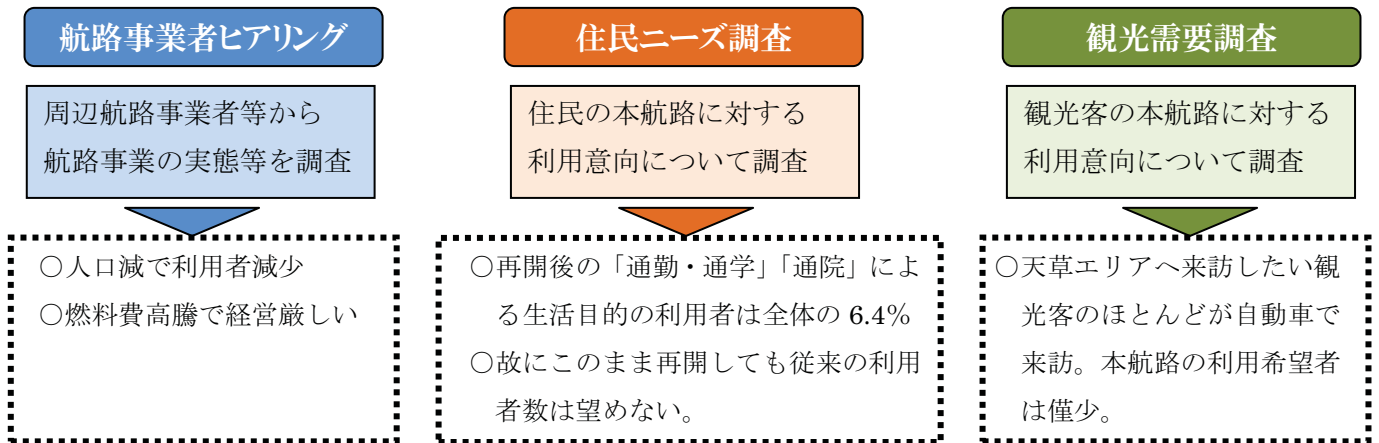 航路事業者ヒアリング
周辺航路事業者等から
航路事業の実態等を調査
○人口減で利用者減少
○燃料費高騰で経営厳しい
住民ニーズ調査
住民の本航路に対する
利用意向について調査
○再開後の「通勤・通学」「通院」によ
る生活目的の利用者は全体の 6.4%
○故にこのまま再開しても従来の利用
者数は望めない。
観光需要調査
観光客の本航路に対する
利用意向について調査
○天草エリアへ来訪したい観
光客のほとんどが自動車で
来訪。本航路の利用希望者
は僅少。